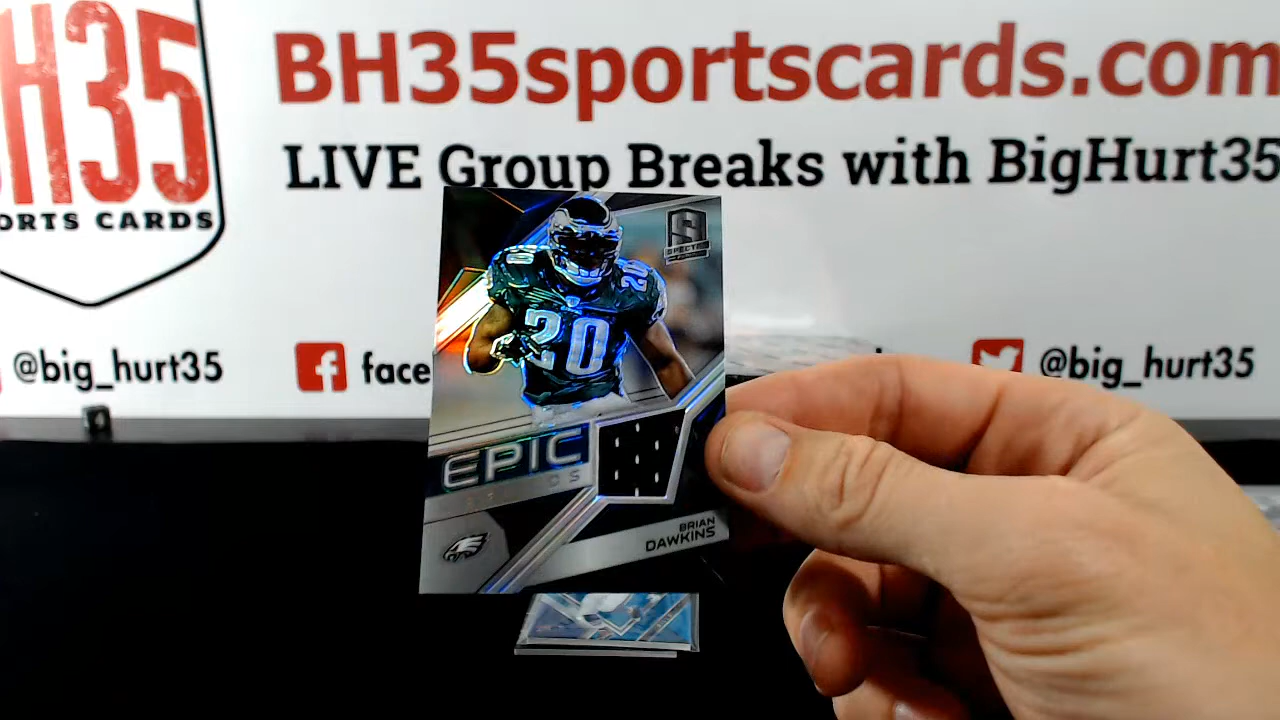 BH35sportscards.com
H35
ORTS CARDS
LIVE Group Breaks with BigHurt35
@big_hurt35
face
@big_hurt35
SPECTRA
20
20
20
EPIC
BRIAN
DAWKINS